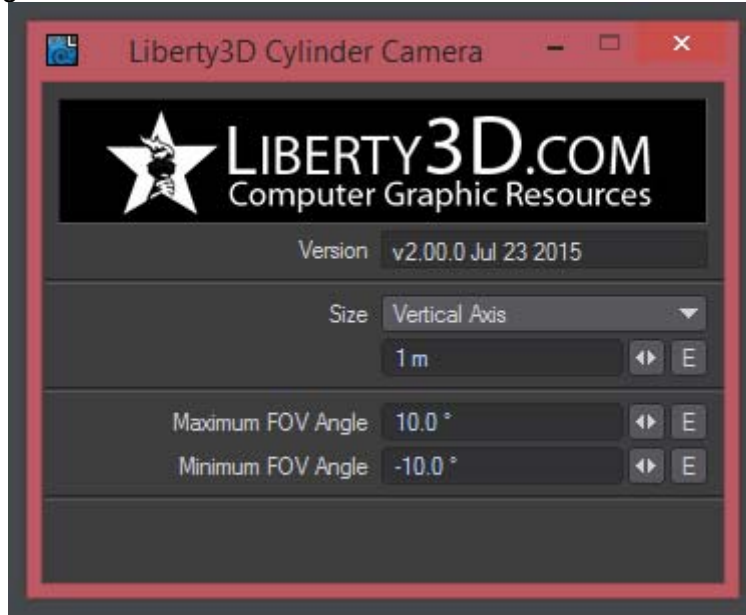 Liberty3D Cylinder Camera
LIBERTY3D.COM
Computer Graphic Resources
Version v2.00.0 Jul 23 2015
Size Vertical Axis
1 m E
Maximum FOV Angle 10.0 ° E
Minimum FOV Angle -10.0 ° E